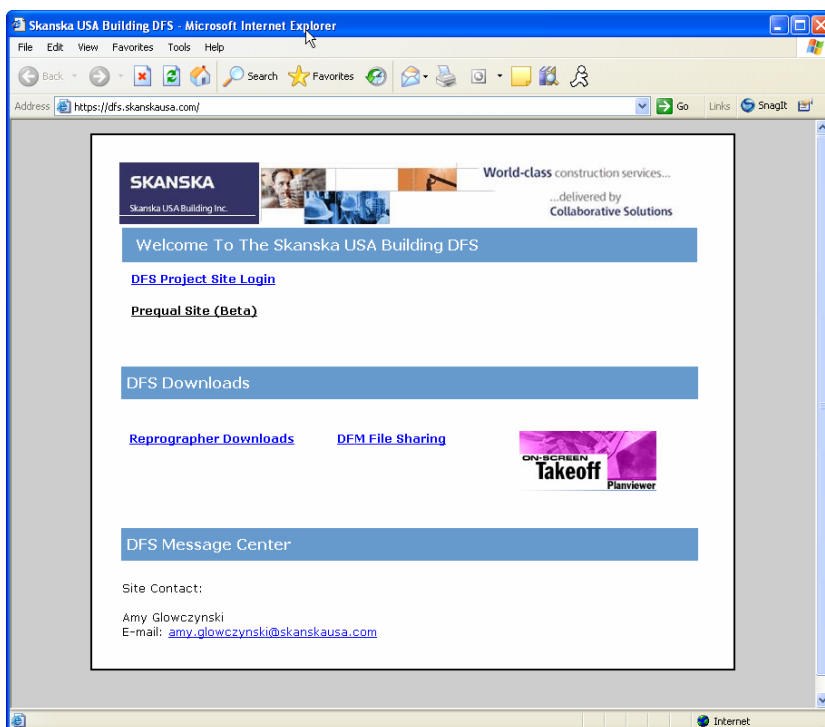 Skanska USA Building DFS - Microsoft Internet Explorer
File Edit View Favorites Tools Help
Back Search Favorites
Address https://dfs.skanskausa.com/ Go Links SnagIt
SKANSKA
Skanska USA Building Inc.
World-class construction services...
...delivered by
Collaborative Solutions
Welcome To The Skanska USA Building DFS
DFS Project Site Login
Prequal Site (Beta)
DFS Downloads
Reprographer Downloads DFM File Sharing
ON-SCREEN
Takeoff
Planviewer
DFS Message Center
Site Contact:
Amy Glowczynski
E-mail: amy.glowczynski@skanskausa.com
Internet